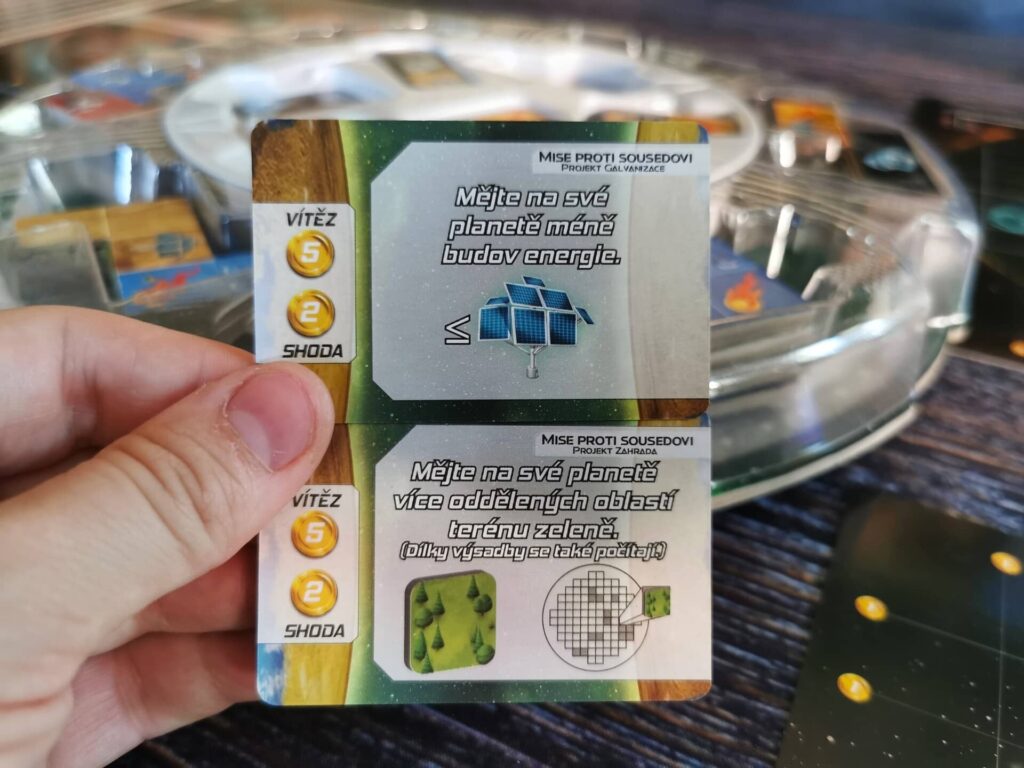 MISE PROTI SOUSEDOVI
PROJEKT GALVANIZACE
Mějte na své
planetě méně
budov energie.
≤
VÍTĚZ
5
2
SHODA
MISE PROTI SOUSEDOVI
PROJEKT ZAHRADA
Mějte na své planetě
více oddělených oblastí
terénu zeleně.
(Dílky výsadby se také počítají!)
VÍTĚZ
5
2
SHODA